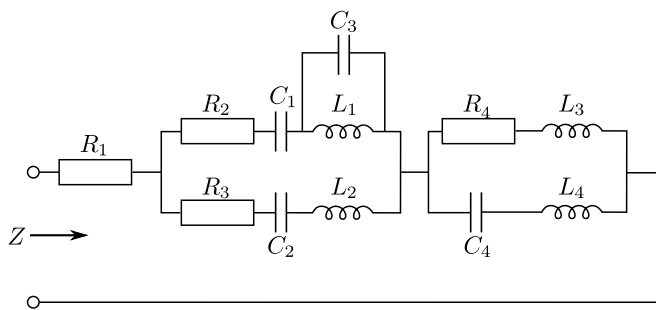 C₃
R₂ C₁ L₁ R₄ L₃
R₁
R₃ L₂ L₄
Z C₂ C₄